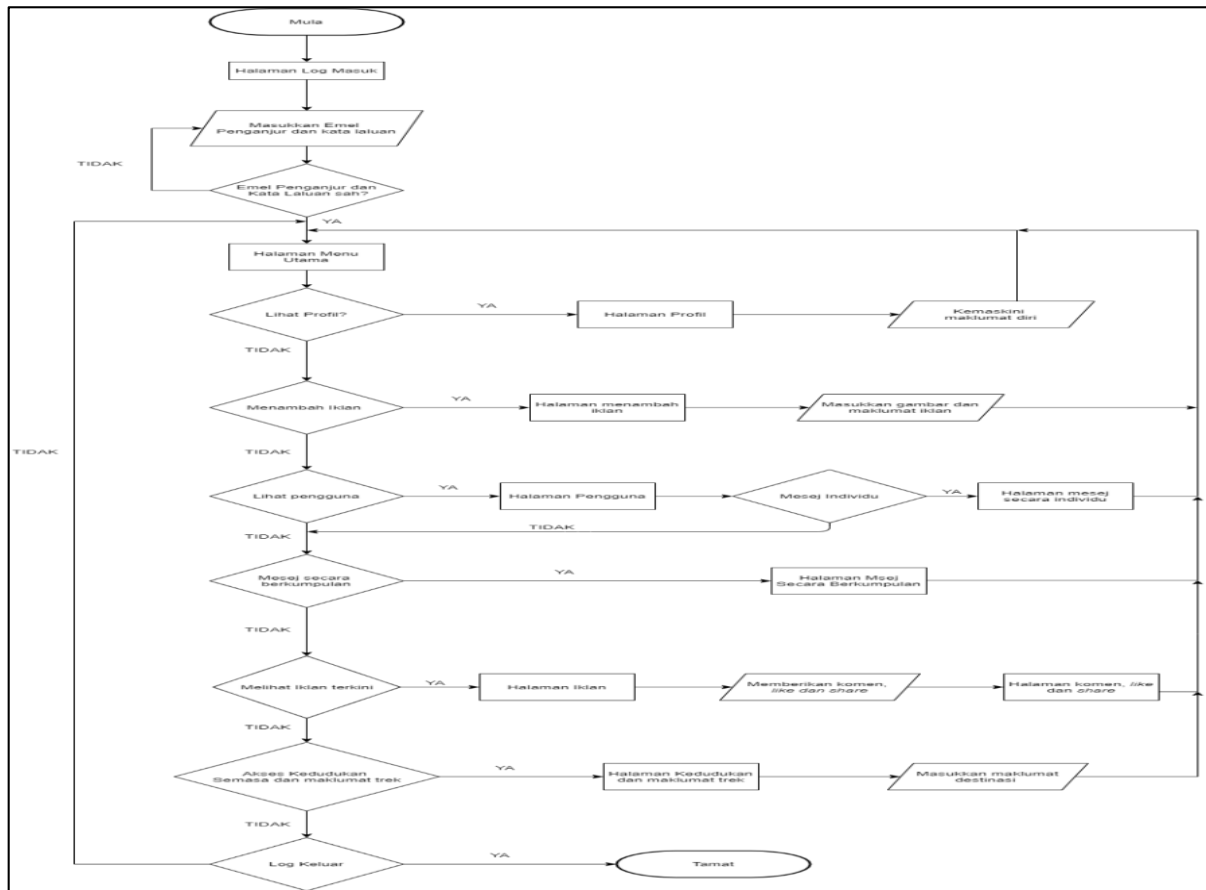 Mula
Halaman Log Masuk
Masukkan Emel
Penganjur dan kata laluan
TIDAK
Emel Penganjur dan
Kata Laluan sah?
YA
Halaman Menu
Utama
Lihat Profil?
YA
Halaman Profil
Kemaskini
maklumat diri
TIDAK
Menambah Iklan
YA
Halaman menambah
iklan
Masukkan gambar dan
maklumat iklan
TIDAK
TIDAK
Lihat pengguna
YA
Halaman Pengguna
Mesej Individu
YA
Halaman mesej
secara individu
TIDAK
TIDAK
Mesej secara
berkumpulan
YA
Halaman Msej
Secara Berkumpulan
TIDAK
Melihat Iklan terkini
YA
Halaman Iklan
Memberikan komen,
like dan share
Halaman komen, like
dan share
TIDAK
Akses Kedudukan
Semasa dan maklumat trek
YA
Halaman Kedudukan
dan maklumat trek
Masukkan maklumat
destinasi
TIDAK
Log Keluar
YA
Tamat